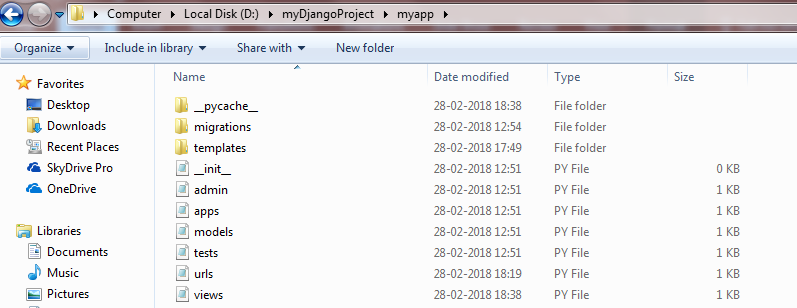 Computer Local Disk (D:) myDjangoProject myapp
Organize Include in library Share with New folder
Favorites
Desktop
Downloads
Recent Places
SkyDrive Pro
OneDrive
Libraries
Documents
Music
Pictures
Name Date modified Type Size
__pycache__ 28-02-2018 18:38 File folder
migrations 28-02-2018 12:54 File folder
templates 28-02-2018 17:49 File folder
__init__ 28-02-2018 12:51 PY File 0 KB
admin 28-02-2018 12:51 PY File 1 KB
apps 28-02-2018 12:51 PY File 1 KB
models 28-02-2018 12:51 PY File 1 KB
tests 28-02-2018 12:51 PY File 1 KB
urls 28-02-2018 18:19 PY File 1 KB
views 28-02-2018 18:38 PY File 1 KB